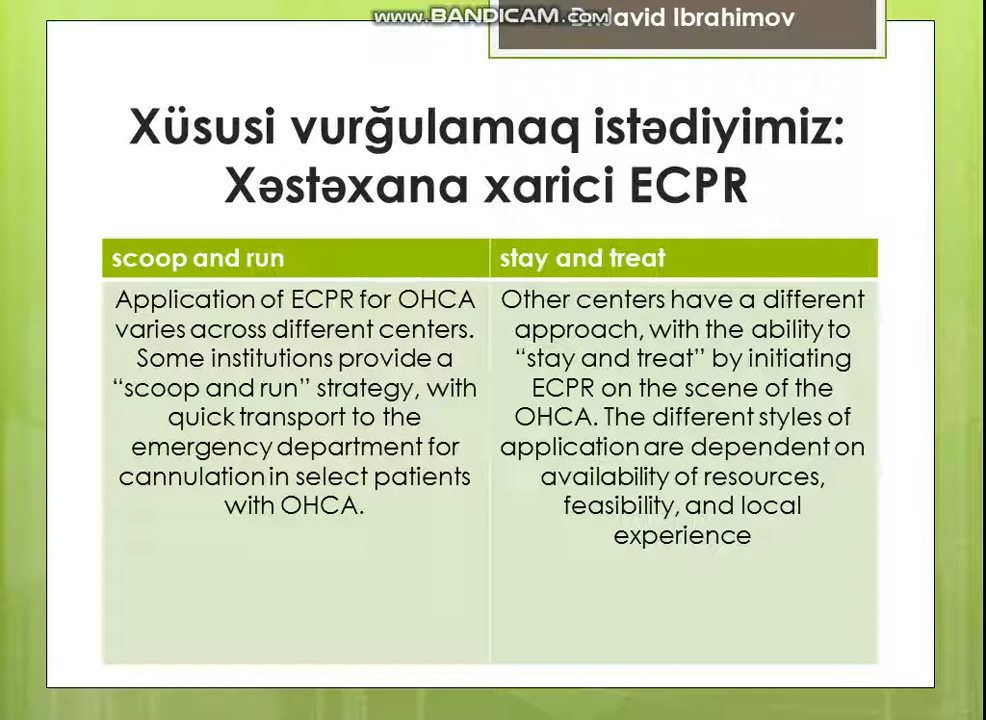 www.BANDICAM.com
David Ibrahimov
Xüsusi vurğulamaq istədiyimiz:
Xəstəxana xarici ECPR
scoop and run
stay and treat
Application of ECPR for OHCA
varies across different centers.
Some institutions provide a
“scoop and run” strategy, with
quick transport to the
emergency department for
cannulation in select patients
with OHCA.
Other centers have a different
approach, with the ability to
“stay and treat” by initiating
ECPR on the scene of the
OHCA. The different styles of
application are dependent on
availability of resources,
feasibility, and local
experience